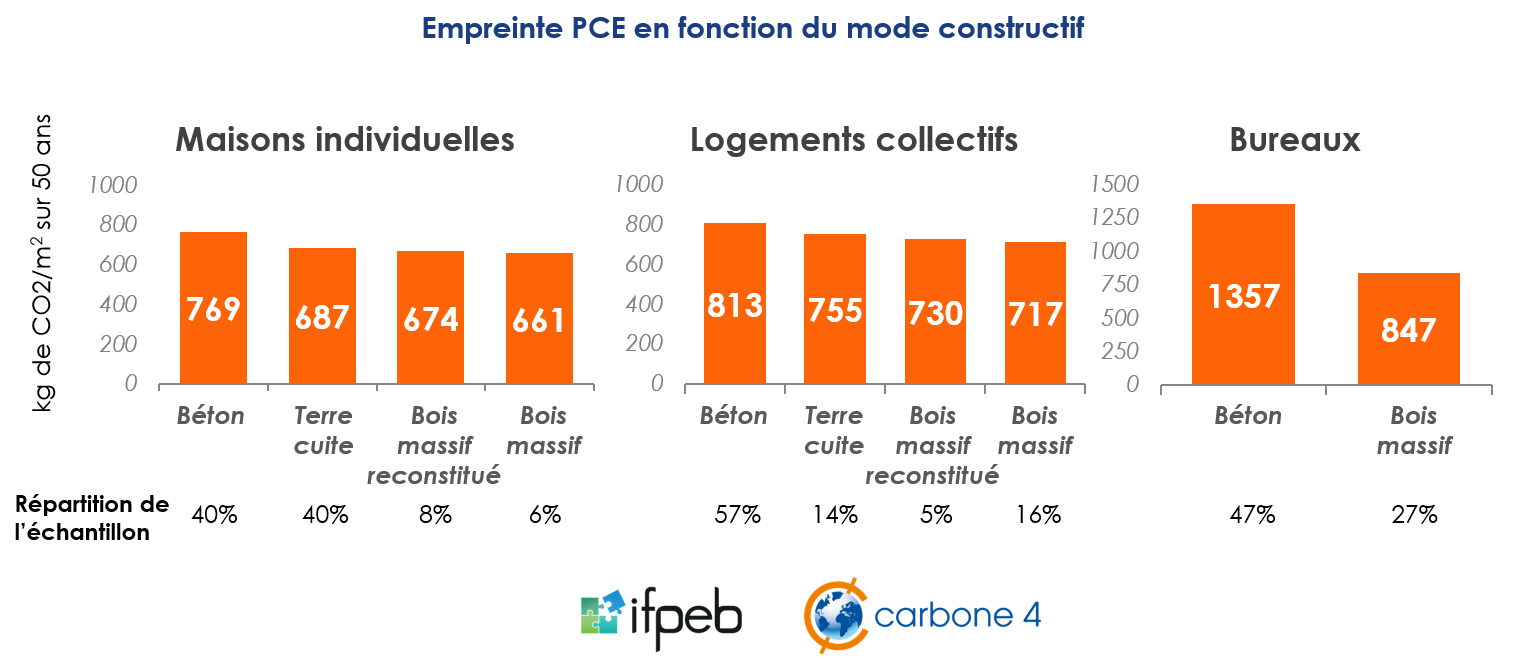 Empreinte PCE en fonction du mode constructif
kg de CO2/m² sur 50 ans
Maisons individuelles
1000
800
600
400
200
0
769
687
674
661
Béton
Terre
cuite
Bois
massif
reconstitué
Bois
massif
Logements collectifs
1000
800
600
400
200
0
813
755
730
717
Béton
Terre
cuite
Bois
massif
reconstitué
Bois
massif
Bureaux
1500
1250
1000
750
500
250
0
1357
847
Béton
Bois
massif
Répartition de
l'échantillon
40% 40% 8% 6% 57% 14% 5% 16% 47% 27%
ifpeb
carbone 4